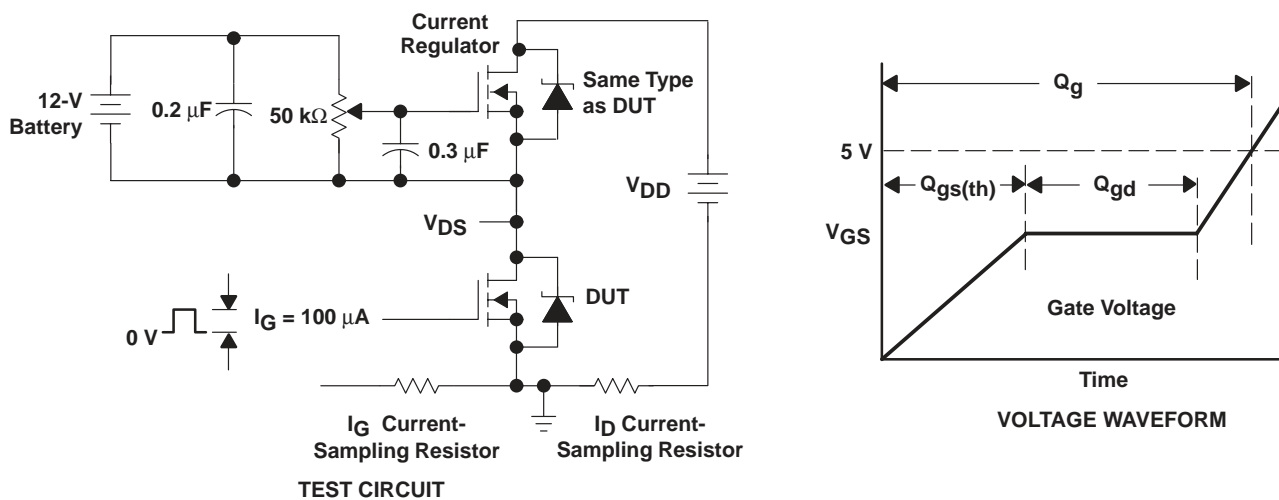 Current
Regulator
12-V
Battery
0.2 µF
50 kΩ
Same Type
as DUT
0.3 µF
VDD
VDS
DUT
0 V
IG = 100 µA
IG Current-
Sampling Resistor
ID Current-
Sampling Resistor
TEST CIRCUIT
Qg
5 V
Qgs(th)
Qgd
VGS
Gate Voltage
Time
VOLTAGE WAVEFORM